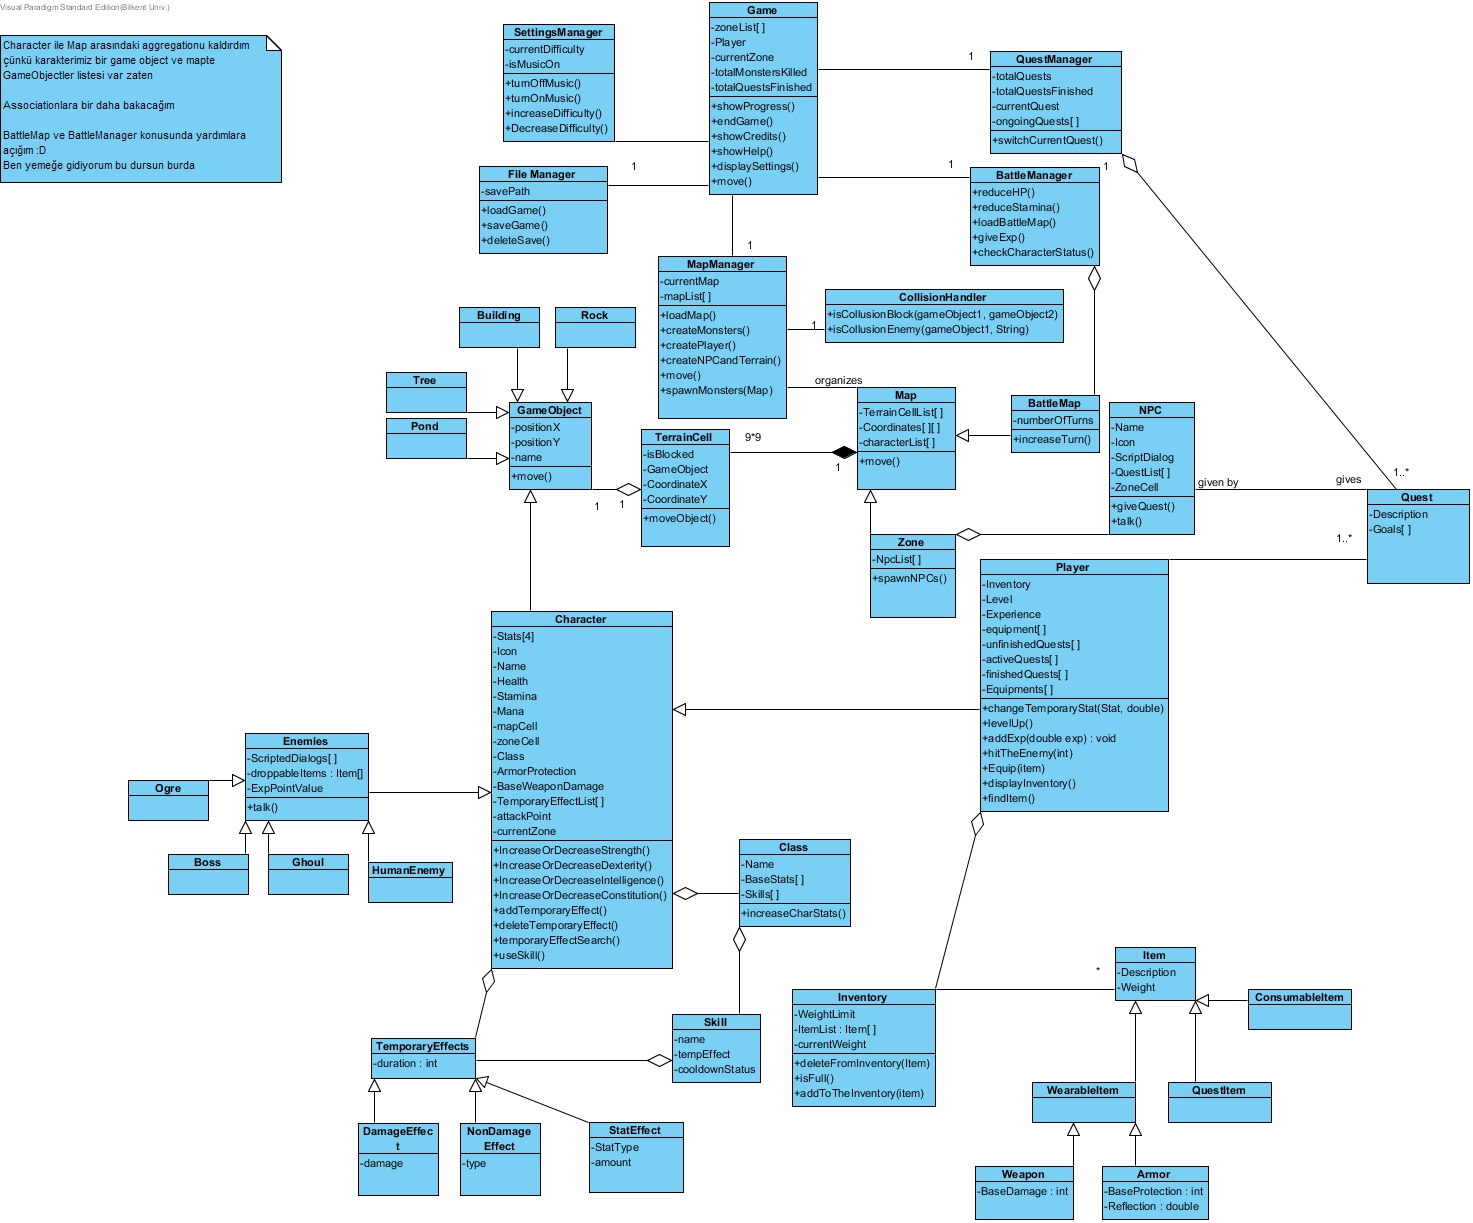 Visual Paradigm Standard Edition(Bilkent Univ.)
Character ile Map arasındaki aggregationu kaldırdım
çünkü karakterimiz bir game object ve mapte
GameObjectler listesi var zaten
Associationlara bir daha bakacağım
BattleMap ve BattleManager konusunda yardımlara
açığım :D
Ben yemeğe gidiyorum bu dursun burda
SettingsManager
-currentDifficulty
-isMusicOn
+turnOffMusic()
+turnOnMusic()
+increaseDifficulty()
+DecreaseDifficulty()
Game
-zoneList[ ]
-Player
-currentZone
-totalMonstersKilled
-totalQuestsFinished
+showProgress()
+endGame()
+showCredits()
+showHelp()
+displaySettings()
+move()
1
QuestManager
-totalQuests
-totalQuestsFinished
-currentQuest
-ongoingQuests[ ]
+switchCurrentQuest()
1
File Manager
-savePath
+loadGame()
+saveGame()
+deleteSave()
1
1
BattleManager
+reduceHP()
+reduceStamina()
+loadBattleMap()
+giveExp()
+checkCharacterStatus()
1
MapManager
-currentMap
-mapList[ ]
+loadMap()
+createMonsters()
+createPlayer()
+createNPCandTerrain()
+move()
+spawnMonsters(Map)
1
CollisionHandler
+isCollusionBlock(gameObject1, gameObject2)
+isCollusionEnemy(gameObject1, String)
organizes
Building
Rock
Tree
Pond
GameObject
-positionX
-positionY
-name
+move()
1
1
TerrainCell
-isBlocked
-GameObject
-CoordinateX
-CoordinateY
+moveObject()
9*9
1
Map
-TerrainCellList[ ]
-Coordinates[ ][ ]
-characterList[ ]
+move()
BattleMap
-numberOfTurns
+increaseTurn()
NPC
-Name
-Icon
-ScriptDialog
-QuestList[ ]
-ZoneCell
+giveQuest()
+talk()
given by
gives
1..*
Quest
-Description
-Goals[ ]
1..*
Zone
-NpcList[ ]
+spawnNPCs()
Player
-Inventory
-Level
-Experience
-equipment[ ]
-unfinishedQuests[ ]
-activeQuests[ ]
-finishedQuests[ ]
-Equipments[ ]
+changeTemporaryStat(Stat, double)
+levelUp()
+addExp(double exp) : void
+hitTheEnemy(int)
+Equip(item)
+displayInventory()
+findItem()
Character
-Stats[4]
-Icon
-Name
-Health
-Stamina
-Mana
-mapCell
-zoneCell
-Class
-ArmorProtection
-BaseWeaponDamage
-TemporaryEffectList[ ]
-attackPoint
-currentZone
+IncreaseOrDecreaseStrength()
+IncreaseOrDecreaseDexterity()
+IncreaseOrDecreaseIntelligence()
+IncreaseOrDecreaseConstitution()
+addTemporaryEffect()
+deleteTemporaryEffect()
+temporaryEffectSearch()
+useSkill()
Enemies
-ScriptedDialogs[ ]
-droppableItems : Item[]
-ExpPointValue
+talk()
Ogre
Boss
Ghoul
HumanEnemy
Class
-Name
-BaseStats[ ]
-Skills[ ]
+increaseCharStats()
Skill
-name
-tempEffect
-cooldownStatus
TemporaryEffects
-duration : int
DamageEffec
t
-damage
NonDamage
Effect
-type
StatEffect
-StatType
-amount
Inventory
-WeightLimit
-ItemList : Item[ ]
-currentWeight
+deleteFromInventory(Item)
+isFull()
+addToTheInventory(item)
*
Item
-Description
-Weight
ConsumableItem
WearableItem
QuestItem
Weapon
-BaseDamage : int
Armor
-BaseProtection : int
-Reflection : double